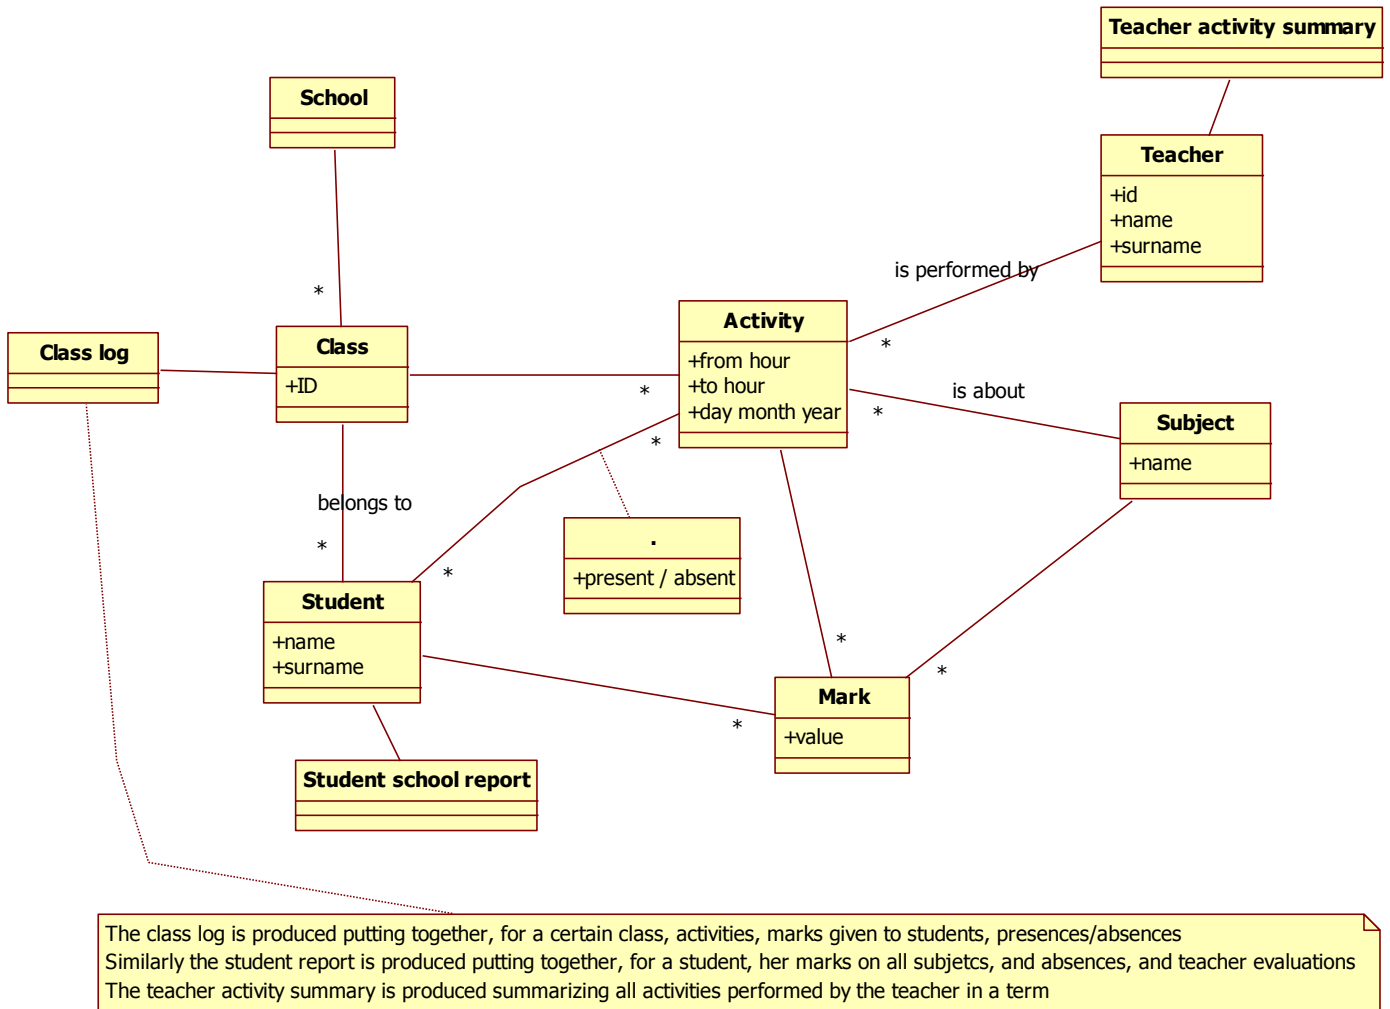 Teacher activity summary
School
Teacher
+id
+name
+surname
is performed by
*
*
Class log
Class
+ID
*
Activity
+from hour
+to hour
+day month year
*
*
is about
Subject
+name
belongs to
*
*
.
+present / absent
Student
+name
+surname
*
*
*
Mark
+value
Student school report
The class log is produced putting together, for a certain class, activities, marks given to students, presences/absences
Similarly the student report is produced putting together, for a student, her marks on all subjetcs, and absences, and teacher evaluations
The teacher activity summary is produced summarizing all activities performed by the teacher in a term